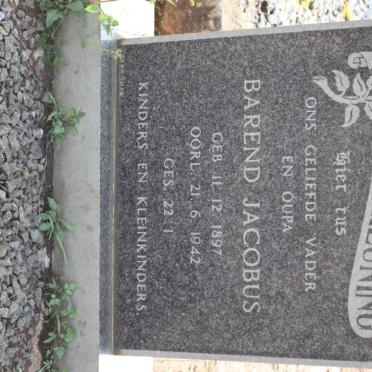 Hier rus
ONS GELIEFDE VADER
EN OUPA
BAREND JACOBUS
GEB. 11. 12. 1897
OORL. 21. 6. 1942
GES. 22:1
KINDERS EN KLEINKINDERS